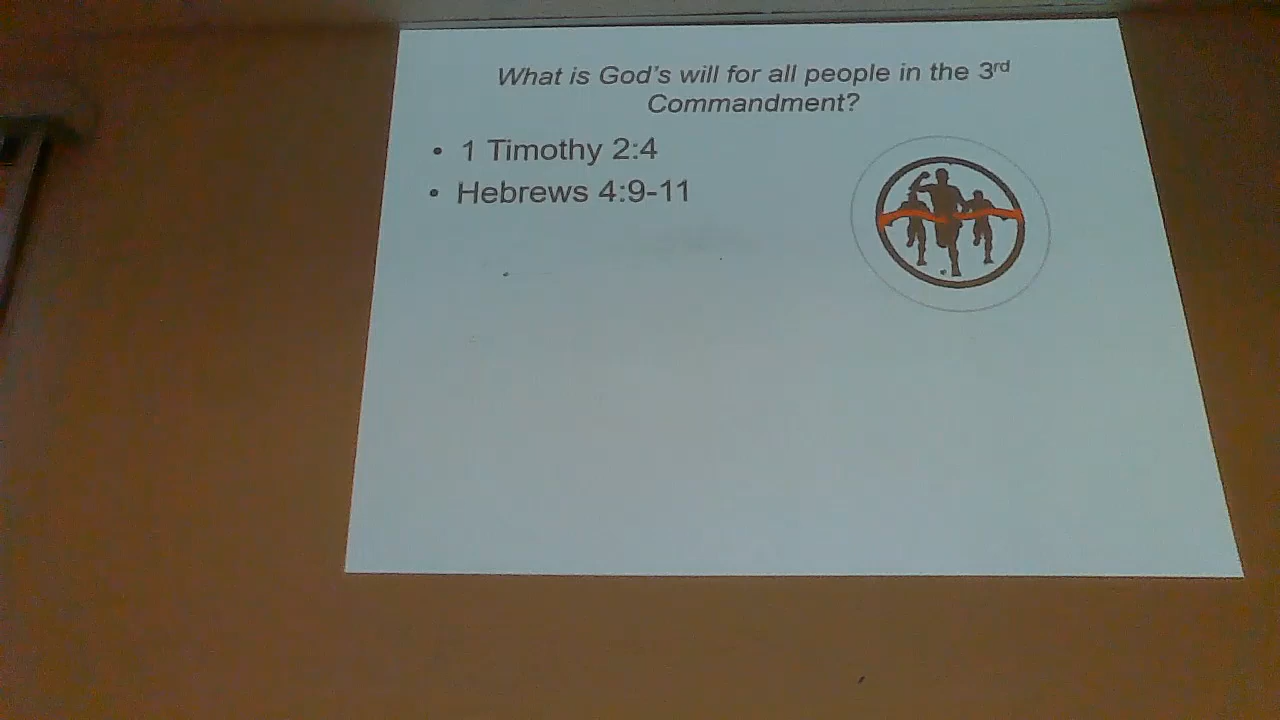 What is God's will for all people in the 3rd
Commandment?
• 1 Timothy 2:4
• Hebrews 4:9-11